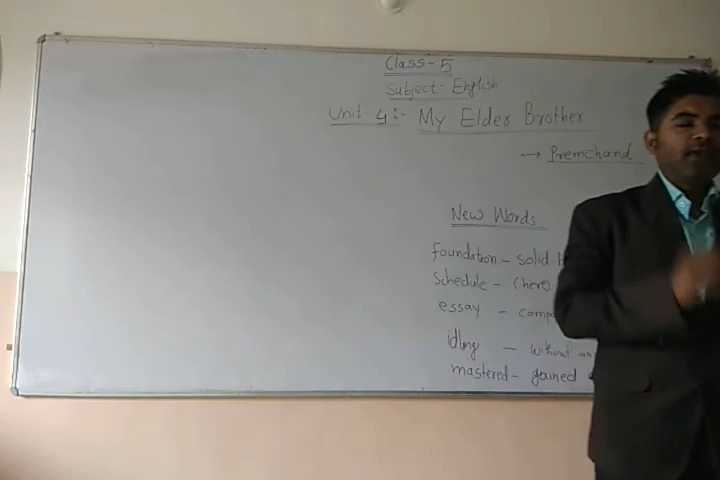 Class-5
Subject- English
Unit-4:- My Elder Brother
→ Premchand
New Words
Foundation - solid
Schedule - (here)
essay -
idling - without
mastered - gained